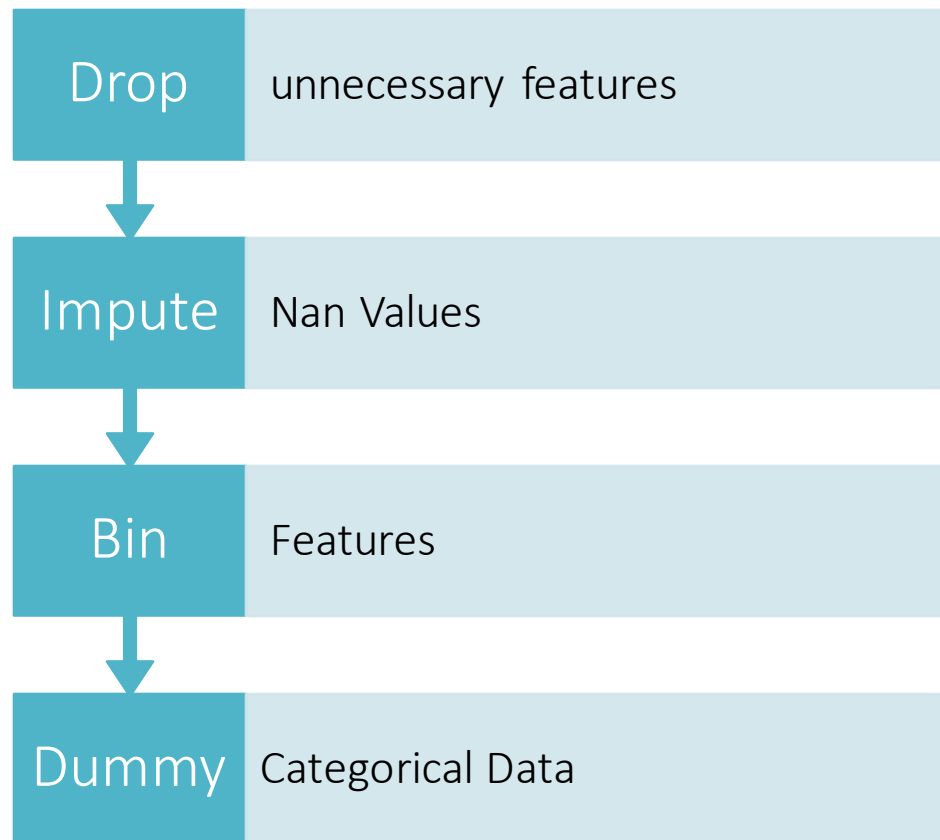 Drop unnecessary features
Impute Nan Values
Bin Features
Dummy Categorical Data